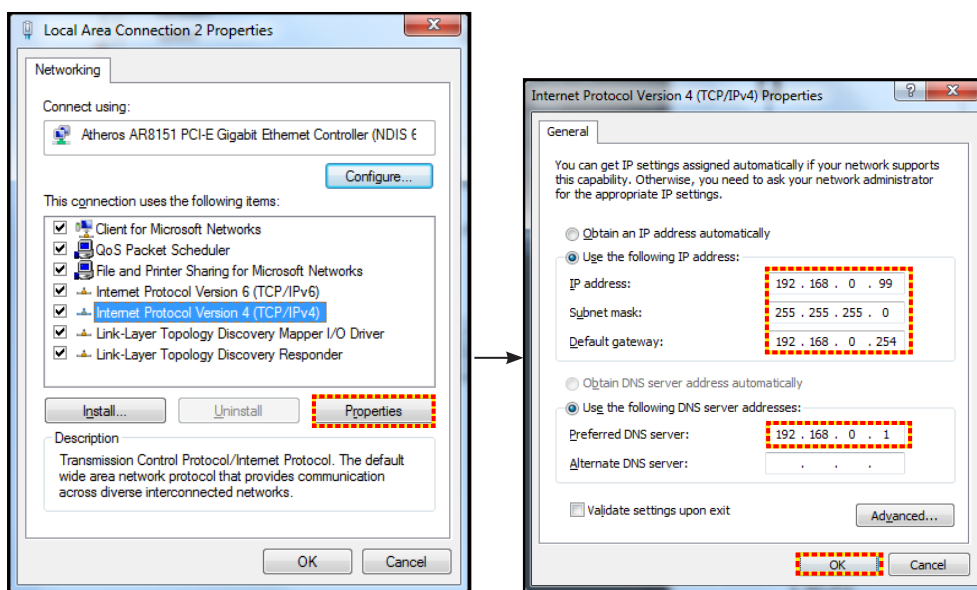 Local Area Connection 2 Properties
Networking
Connect using:
Atheros AR8151 PCI-E Gigabit Ethernet Controller (NDIS 6
Configure...
This connection uses the following items:
Client for Microsoft Networks
QoS Packet Scheduler
File and Printer Sharing for Microsoft Networks
Internet Protocol Version 6 (TCP/IPv6)
Internet Protocol Version 4 (TCP/IPv4)
Link-Layer Topology Discovery Mapper I/O Driver
Link-Layer Topology Discovery Responder
Install...
Uninstall
Properties
Description
Transmission Control Protocol/Internet Protocol. The default
wide area network protocol that provides communication
across diverse interconnected networks.
OK
Cancel
Internet Protocol Version 4 (TCP/IPv4) Properties
General
You can get IP settings assigned automatically if your network supports
this capability. Otherwise, you need to ask your network administrator
for the appropriate IP settings.
Obtain an IP address automatically
Use the following IP address:
IP address: 192 . 168 . 0 . 99
Subnet mask: 255 . 255 . 255 . 0
Default gateway: 192 . 168 . 0 . 254
Obtain DNS server address automatically
Use the following DNS server addresses:
Preferred DNS server: 192 . 168 . 0 . 1
Alternate DNS server: . . .
Validate settings upon exit
Advanced...
OK
Cancel